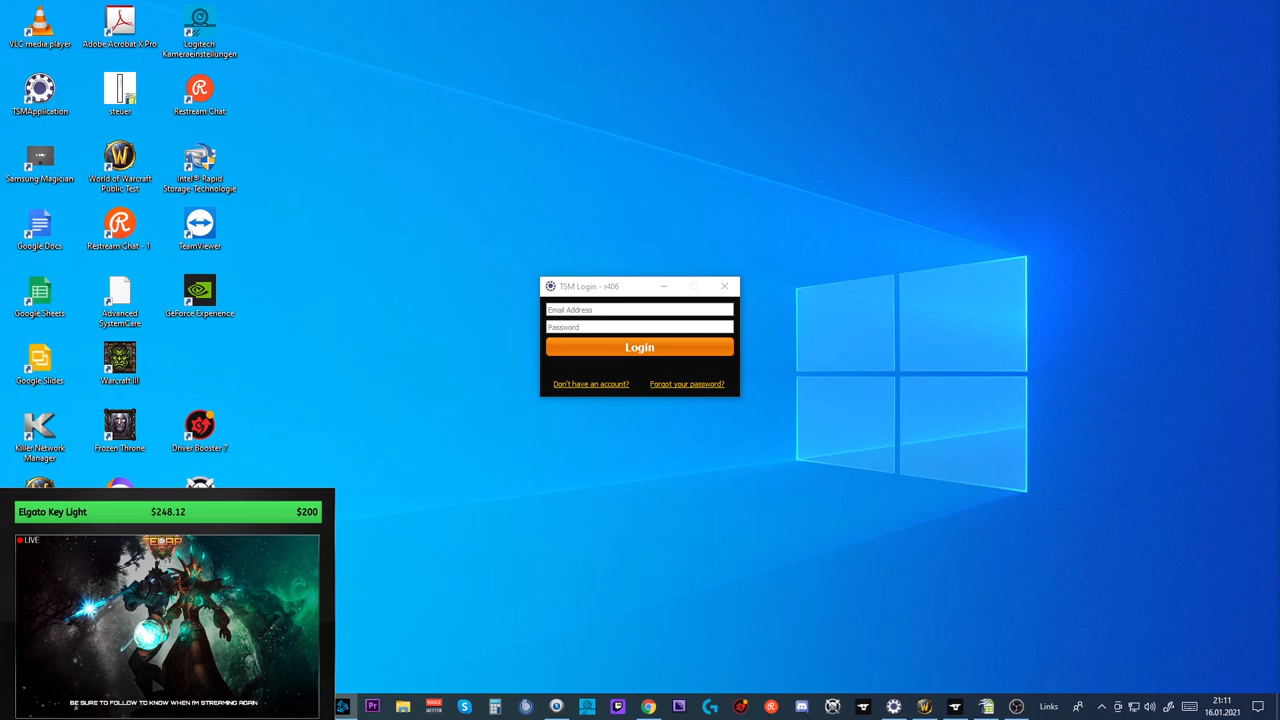 VLC media player
Adobe Acrobat X Pro
Logitech
Kameraeinstellungen
TSMApplication
steuer
Restream Chat
Samsung Magician
World of Warcraft
Public Test
Intel® Rapid
Storage-Technologie
Google Docs
Restream Chat - 1
TeamViewer
Google Sheets
Advanced
SystemCare
GeForce Experience
Google Slides
Warcraft III
Killer Network
Manager
Frozen Throne
Driver Booster 7
TSM Login - r406
Email Address
Password
Login
Don't have an account?
Forgot your password?
Elgato Key Light
$248.12
$200
LIVE
BE SURE TO FOLLOW TO KNOW WHEN I'M STREAMING AGAIN
Pr
Links
21:11
16.01.2021